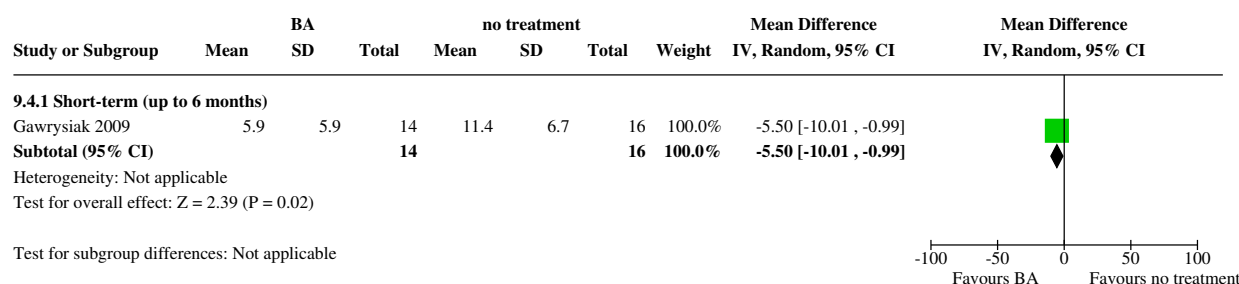 BA no treatment Mean Difference Mean Difference
Study or Subgroup Mean SD Total Mean SD Total Weight IV, Random, 95% CI IV, Random, 95% CI
9.4.1 Short-term (up to 6 months)
Gawrysiak 2009 5.9 5.9 14 11.4 6.7 16 100.0% -5.50 [-10.01 , -0.99]
Subtotal (95% CI) 14 16 100.0% -5.50 [-10.01 , -0.99]
Heterogeneity: Not applicable
Test for overall effect: Z = 2.39 (P = 0.02)
Test for subgroup differences: Not applicable
-100 -50 0 50 100
Favours BA Favours no treatment